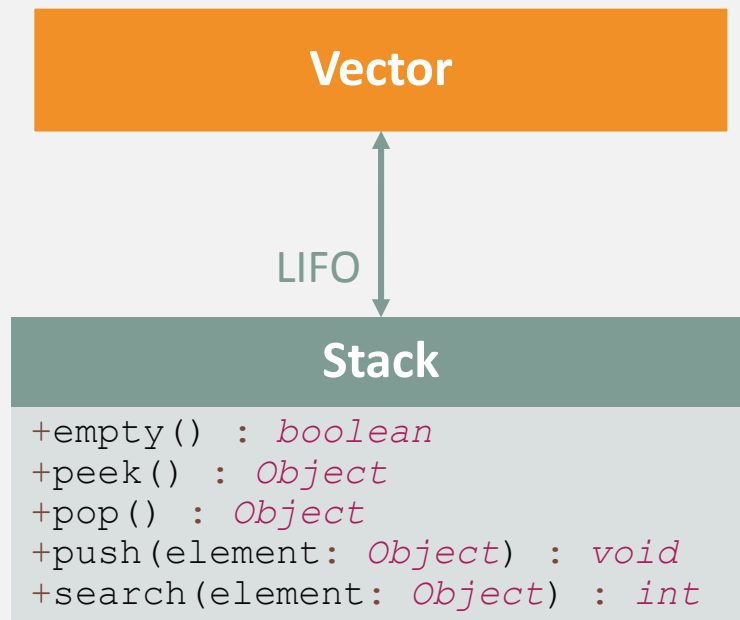 Vector
LIFO
Stack
+empty() : boolean
+peek() : Object
+pop() : Object
+push(element: Object) : void
+search(element: Object) : int